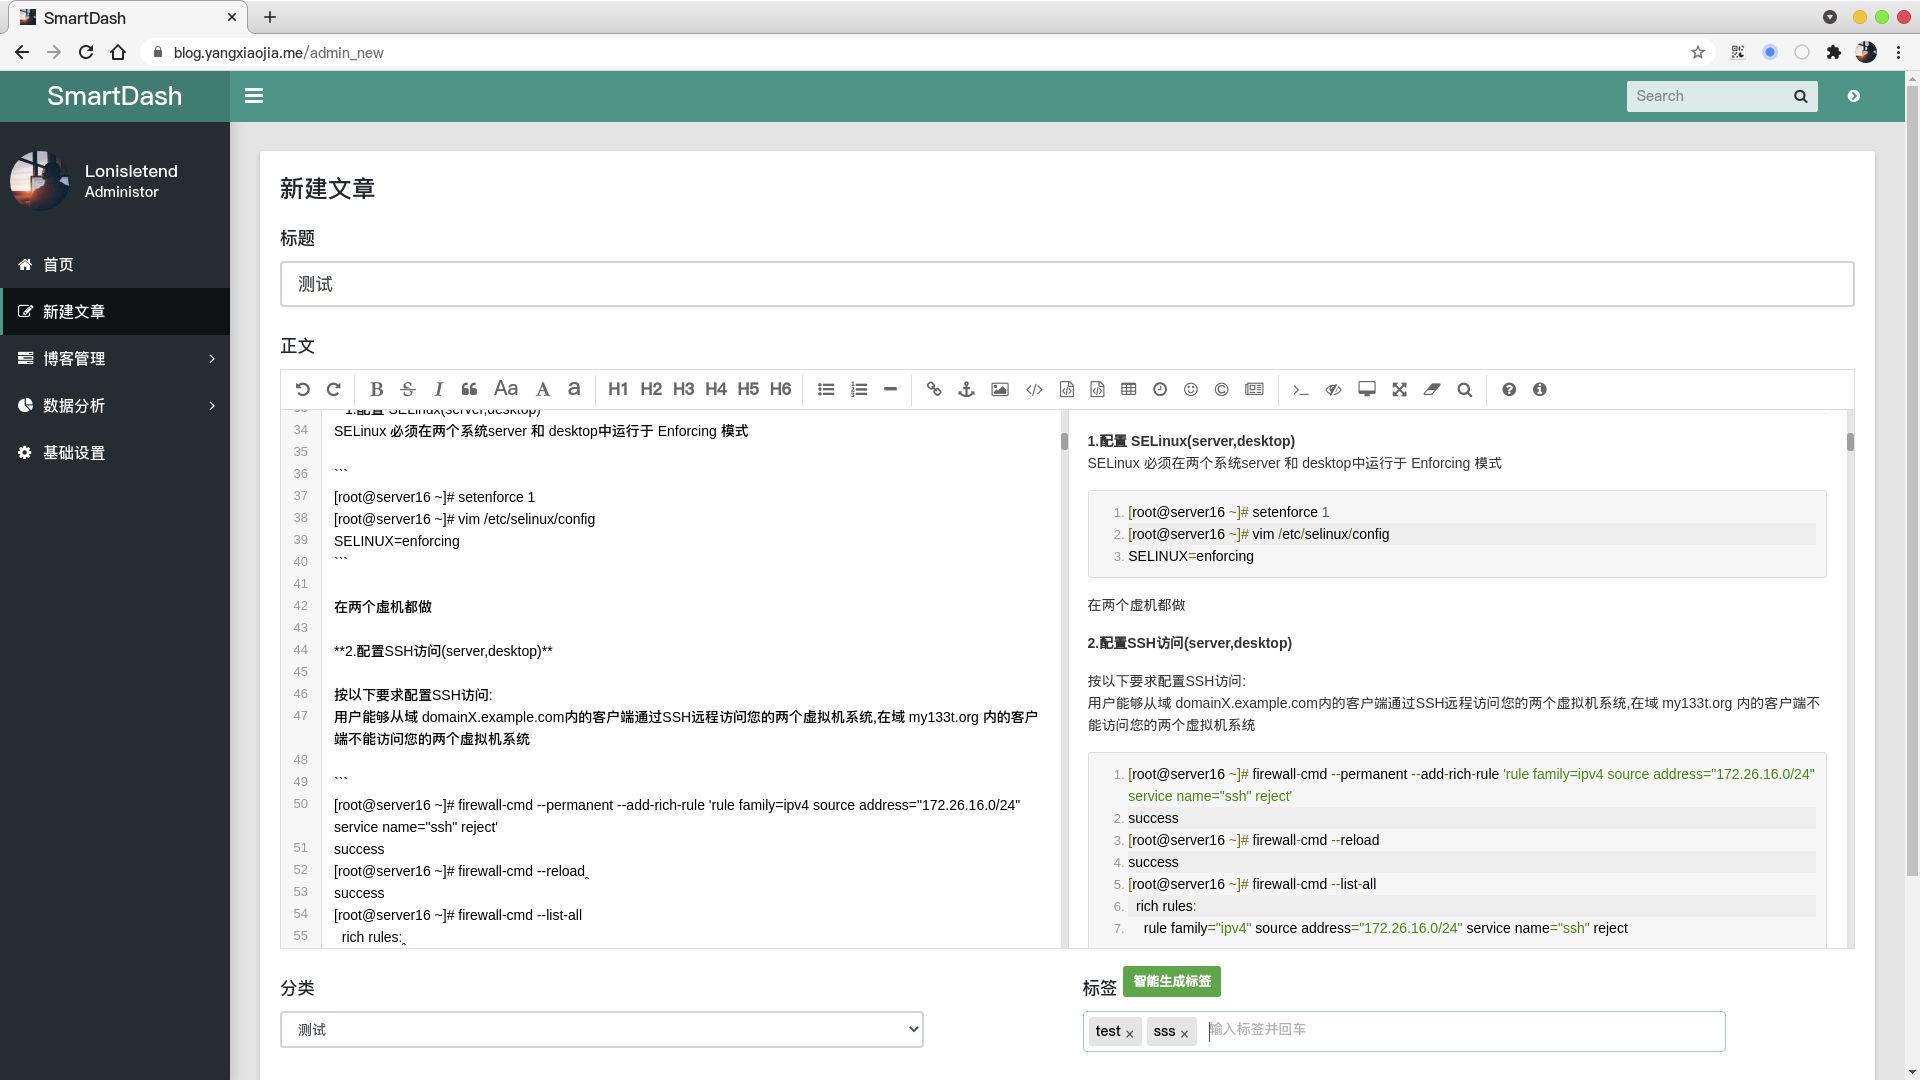 SmartDash
blog.yangxiaojia.me/admin_new
SmartDash
Search
Lonisletend
Administor
首页
新建文章
博客管理
数据分析
基础设置
新建文章
标题
测试
正文
B S I Aa A a H1 H2 H3 H4 H5 H6
1.配置 SELinux(server,desktop)
34 SELinux 必须在两个系统server 和 desktop中运行于 Enforcing 模式
35
36 ```
37 [root@server16 ~]# setenforce 1
38 [root@server16 ~]# vim /etc/selinux/config
39 SELINUX=enforcing
40 ```
41
42 在两个虚机都做
43
44 **2.配置SSH访问(server,desktop)**
45
46 按以下要求配置SSH访问:
47 用户能够从域 domainX.example.com内的客户端通过SSH远程访问您的两个虚拟机系统,在域 my133t.org 内的客户
端不能访问您的两个虚拟机系统
48
49 ```
50 [root@server16 ~]# firewall-cmd --permanent --add-rich-rule 'rule family=ipv4 source address="172.26.16.0/24"
service name="ssh" reject'
51 success
52 [root@server16 ~]# firewall-cmd --reload
53 success
54 [root@server16 ~]# firewall-cmd --list-all
55 rich rules:
1.配置 SELinux(server,desktop)
SELinux 必须在两个系统server 和 desktop中运行于 Enforcing 模式
1. [root@server16 ~]# setenforce 1
2. [root@server16 ~]# vim /etc/selinux/config
3. SELINUX=enforcing
在两个虚机都做
2.配置SSH访问(server,desktop)
按以下要求配置SSH访问:
用户能够从域 domainX.example.com内的客户端通过SSH远程访问您的两个虚拟机系统,在域 my133t.org 内的客户端不
能访问您的两个虚拟机系统
1. [root@server16 ~]# firewall-cmd --permanent --add-rich-rule 'rule family=ipv4 source address="172.26.16.0/24"
service name="ssh" reject'
2. success
3. [root@server16 ~]# firewall-cmd --reload
4. success
5. [root@server16 ~]# firewall-cmd --list-all
6. rich rules:
7. rule family="ipv4" source address="172.26.16.0/24" service name="ssh" reject
分类
测试
标签 智能生成标签
test × sss × 输入标签并回车